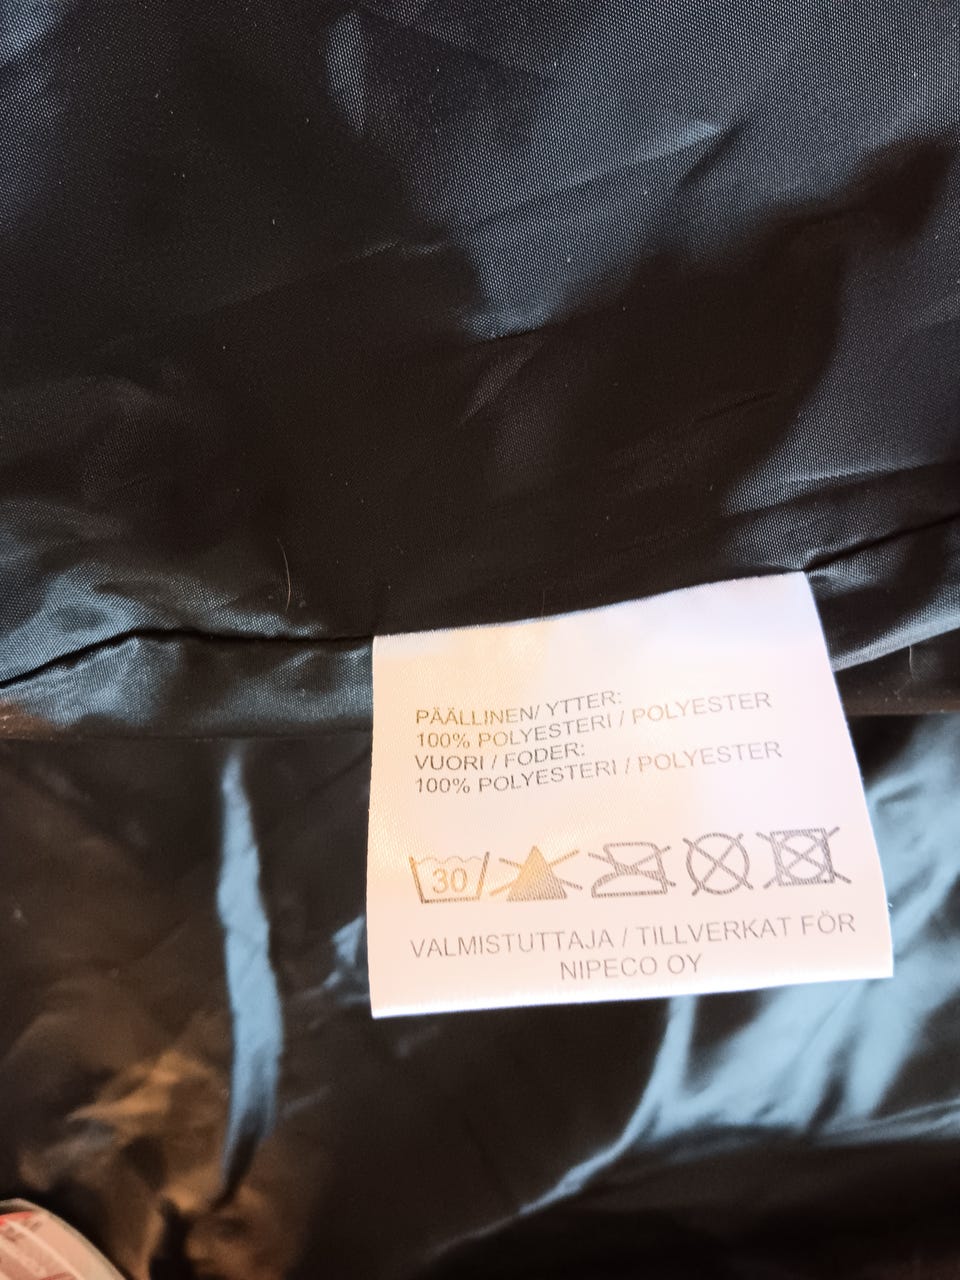 PÄÄLLINEN/ YTTER:
100% POLYESTERI / POLYESTER
VUORI / FODER:
100% POLYESTERI / POLYESTER
30
VALMISTUTTAJA / TILLVERKAT FÖR
NIPECO OY